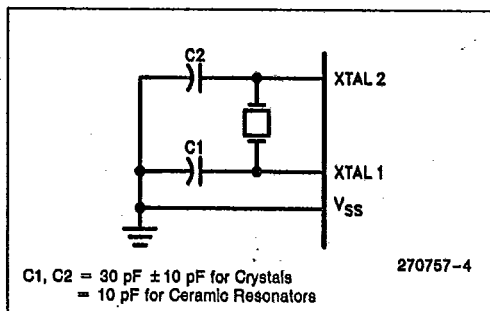 C2
XTAL 2
C1
XTAL 1
VSS
270757-4
C1, C2 = 30 pF ±10 pF for Crystals
= 10 pF for Ceramic Resonators